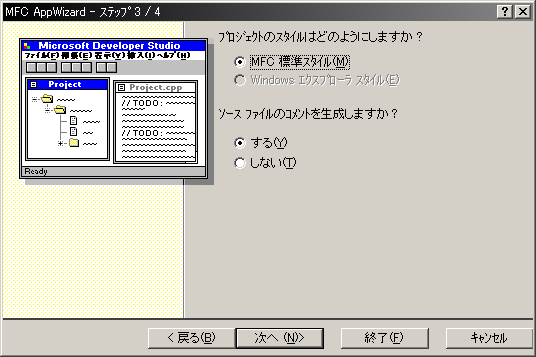 MFC AppWizard - ｽﾃｯﾌﾟ3 / 4
Microsoft Developer Studio
ファイル(F) 編集(E) 表示(Y) 挿入(I) ヘルプ(H)
Project
Project.cpp
// TODO:
// TODO:
Ready
ﾌﾟﾛｼﾞｪｸﾄのｽﾀｲﾙはどのようにしますか？
MFC 標準ｽﾀｲﾙ(M)
Windows ｴｸｽﾌﾟﾛｰﾗ ｽﾀｲﾙ(E)
ｿｰｽ ﾌｧｲﾙのｺﾒﾝﾄを生成しますか？
する(Y)
しない(T)
< 戻る(B)
次へ (N)>
終了(F)
ｷｬﾝｾﾙ